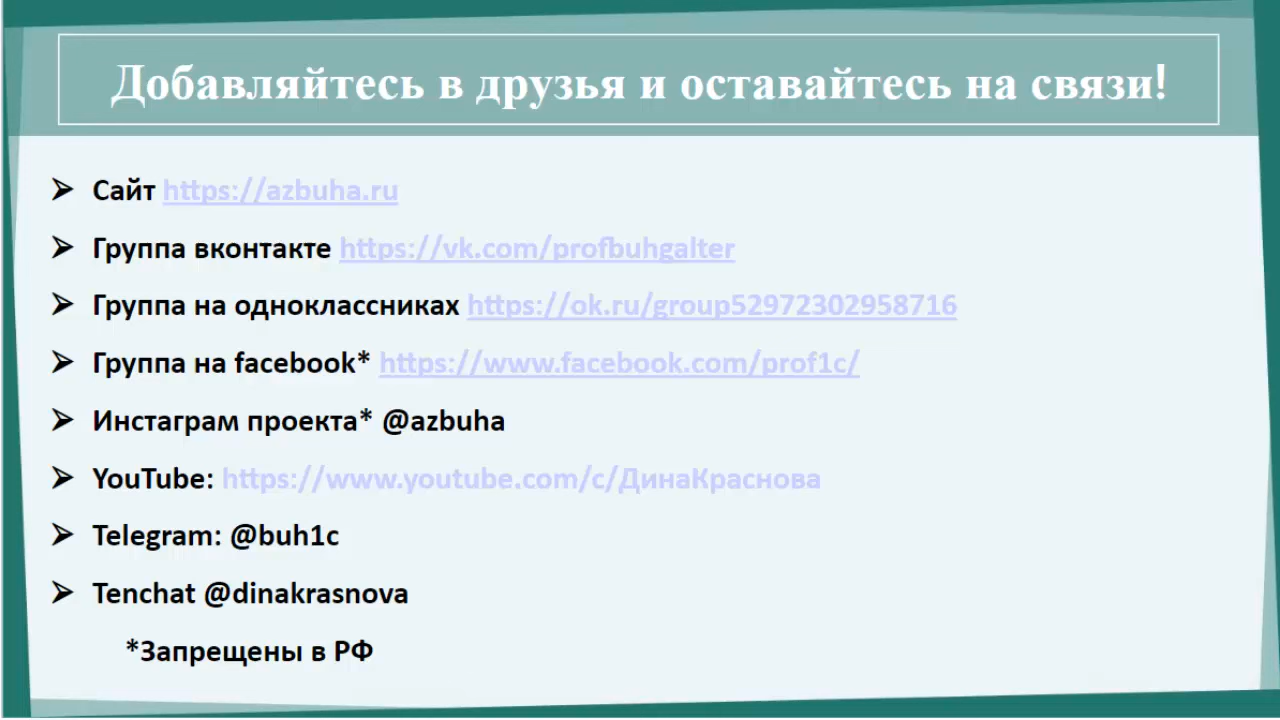 Добавляйтесь в друзья и оставайтесь на связи!
Сайт https://azbuha.ru
Группа вконтакте https://vk.com/profbuhgalter
Группа на одноклассниках https://ok.ru/group52972302958716
Группа на facebook* https://www.facebook.com/prof1c/
Инстаграм проекта* @azbuha
YouTube: https://www.youtube.com/c/ДинаКраснова
Telegram: @buh1c
Tenchat @dinakrasnova
*Запрещены в РФ